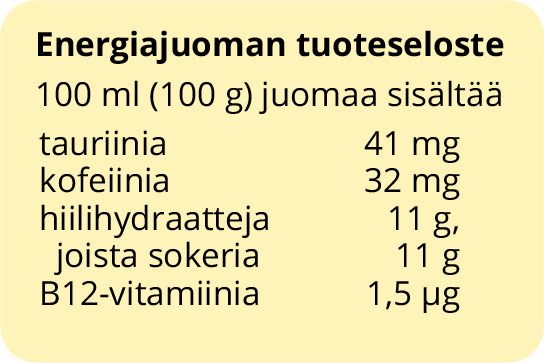 Energiajuoman tuoteseloste
100 ml (100 g) juomaa sisältää
tauriinia 41 mg
kofeiinia 32 mg
hiilihydraatteja 11 g,
joista sokeria 11 g
B12-vitamiinia 1,5 µg